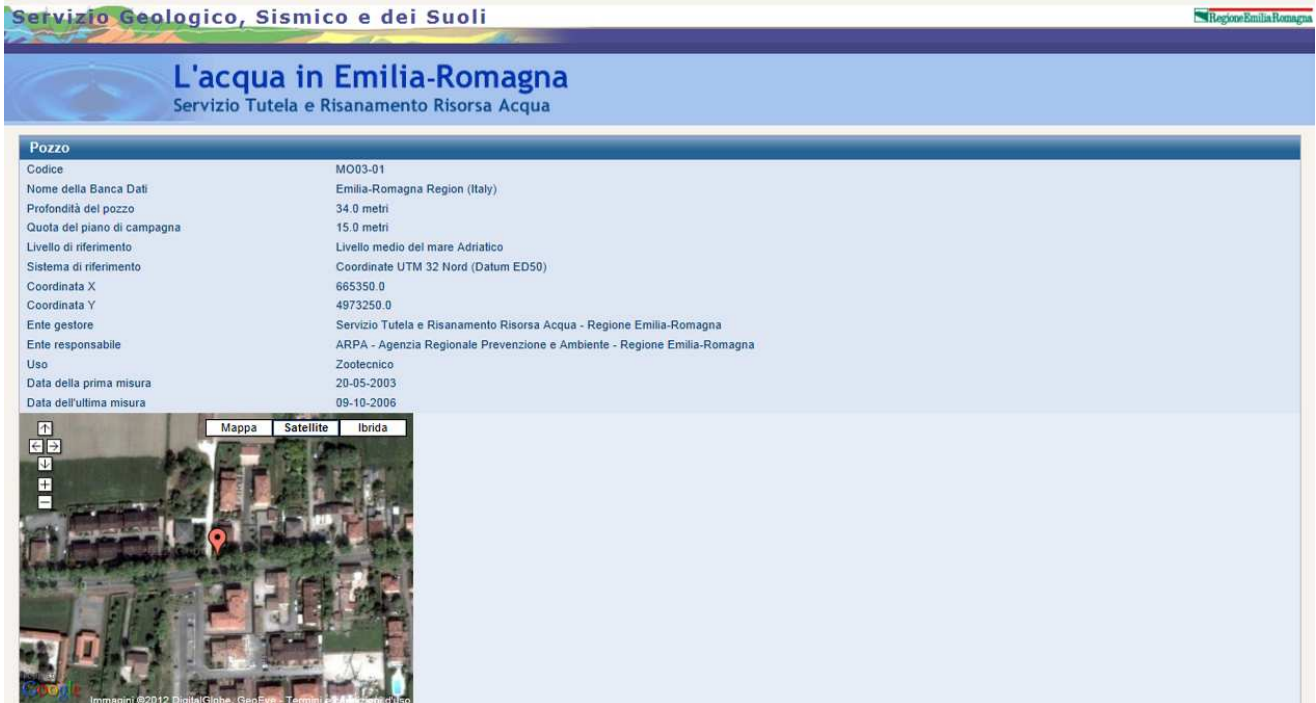 Servizio Geologico, Sismico e dei Suoli
RegioneEmiliaRomagna
L'acqua in Emilia-Romagna
Servizio Tutela e Risanamento Risorsa Acqua
Pozzo
Codice MO03-01
Nome della Banca Dati Emilia-Romagna Region (Italy)
Profondità del pozzo 34.0 metri
Quota del piano di campagna 15.0 metri
Livello di riferimento Livello medio del mare Adriatico
Sistema di riferimento Coordinate UTM 32 Nord (Datum ED50)
Coordinata X 665350.0
Coordinata Y 4973250.0
Ente gestore Servizio Tutela e Risanamento Risorsa Acqua - Regione Emilia-Romagna
Ente responsabile ARPA - Agenzia Regionale Prevenzione e Ambiente - Regione Emilia-Romagna
Uso Zootecnico
Data della prima misura 20-05-2003
Data dell'ultima misura 09-10-2006
Mappa Satellite Ibrida
Google
Immagini ©2012 DigitalGlobe, GeoEye - Termini e d'uso